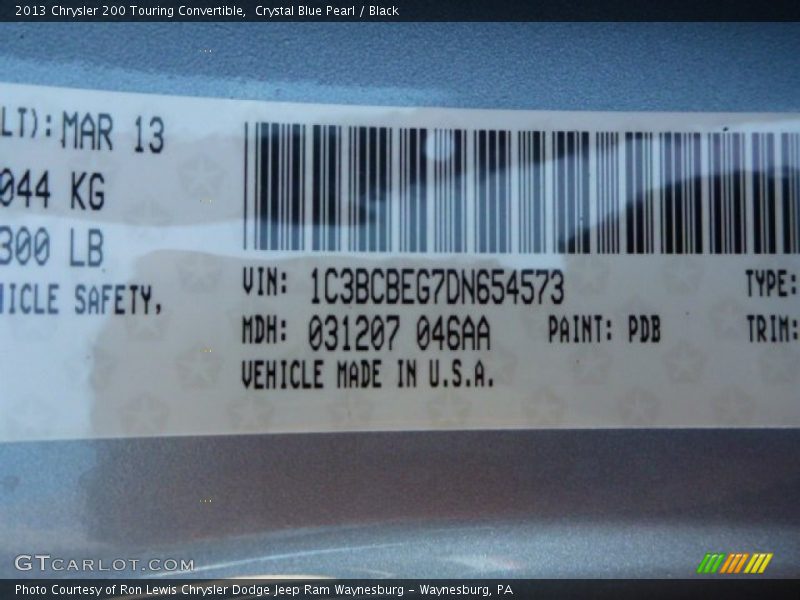 2013 Chrysler 200 Touring Convertible,  Crystal Blue Pearl / Black
LT): MAR 13
044 KG
300 LB
ICLE SAFETY,
VIN: 1C3BCBEG7DN654573 TYPE:
MDH: 031207 046AA PAINT: PDB TRIM:
VEHICLE MADE IN U.S.A.
GTCARLOT.COM
Photo Courtesy of Ron Lewis Chrysler Dodge Jeep Ram Waynesburg - Waynesburg, PA